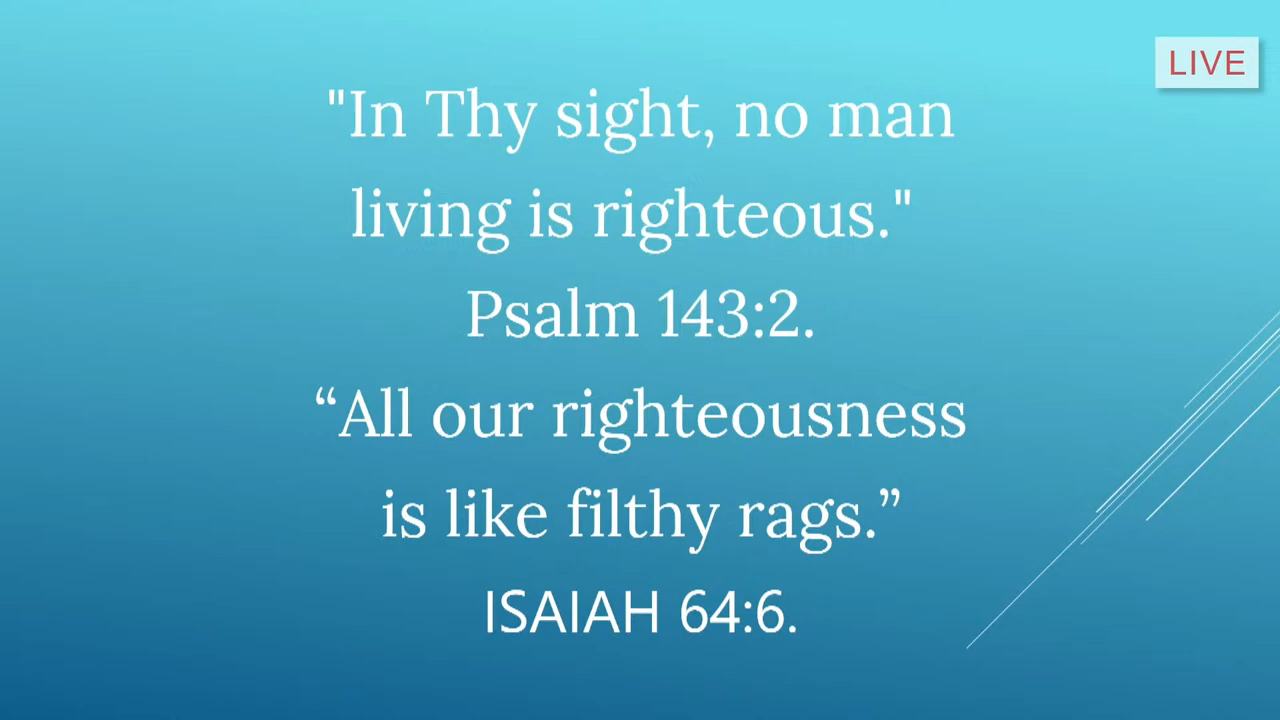 LIVE
"In Thy sight, no man
living is righteous."
Psalm 143:2.
“All our righteousness
is like filthy rags.”
ISAIAH 64:6.